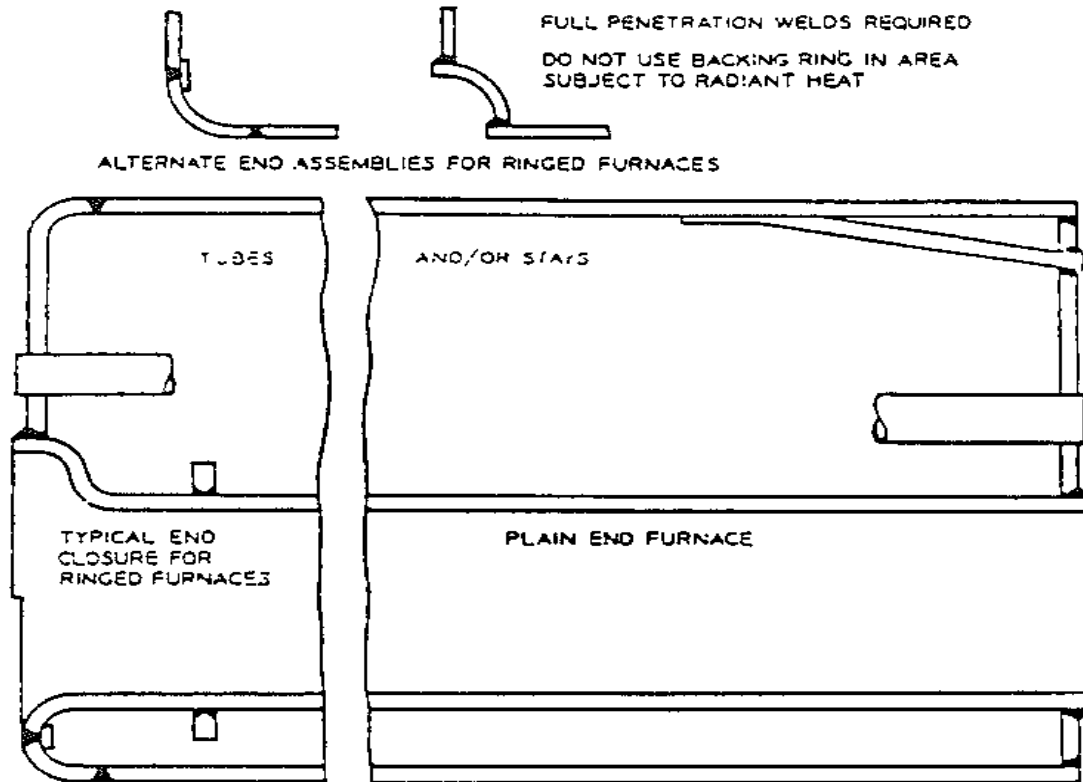 FULL PENETRATION WELDS REQUIRED
DO NOT USE BACKING RING IN AREA
SUBJECT TO RADIANT HEAT
ALTERNATE END ASSEMBLIES FOR RINGED FURNACES
TUBES
AND/OR STAYS
TYPICAL END
CLOSURE FOR
RINGED FURNACES
PLAIN END FURNACE